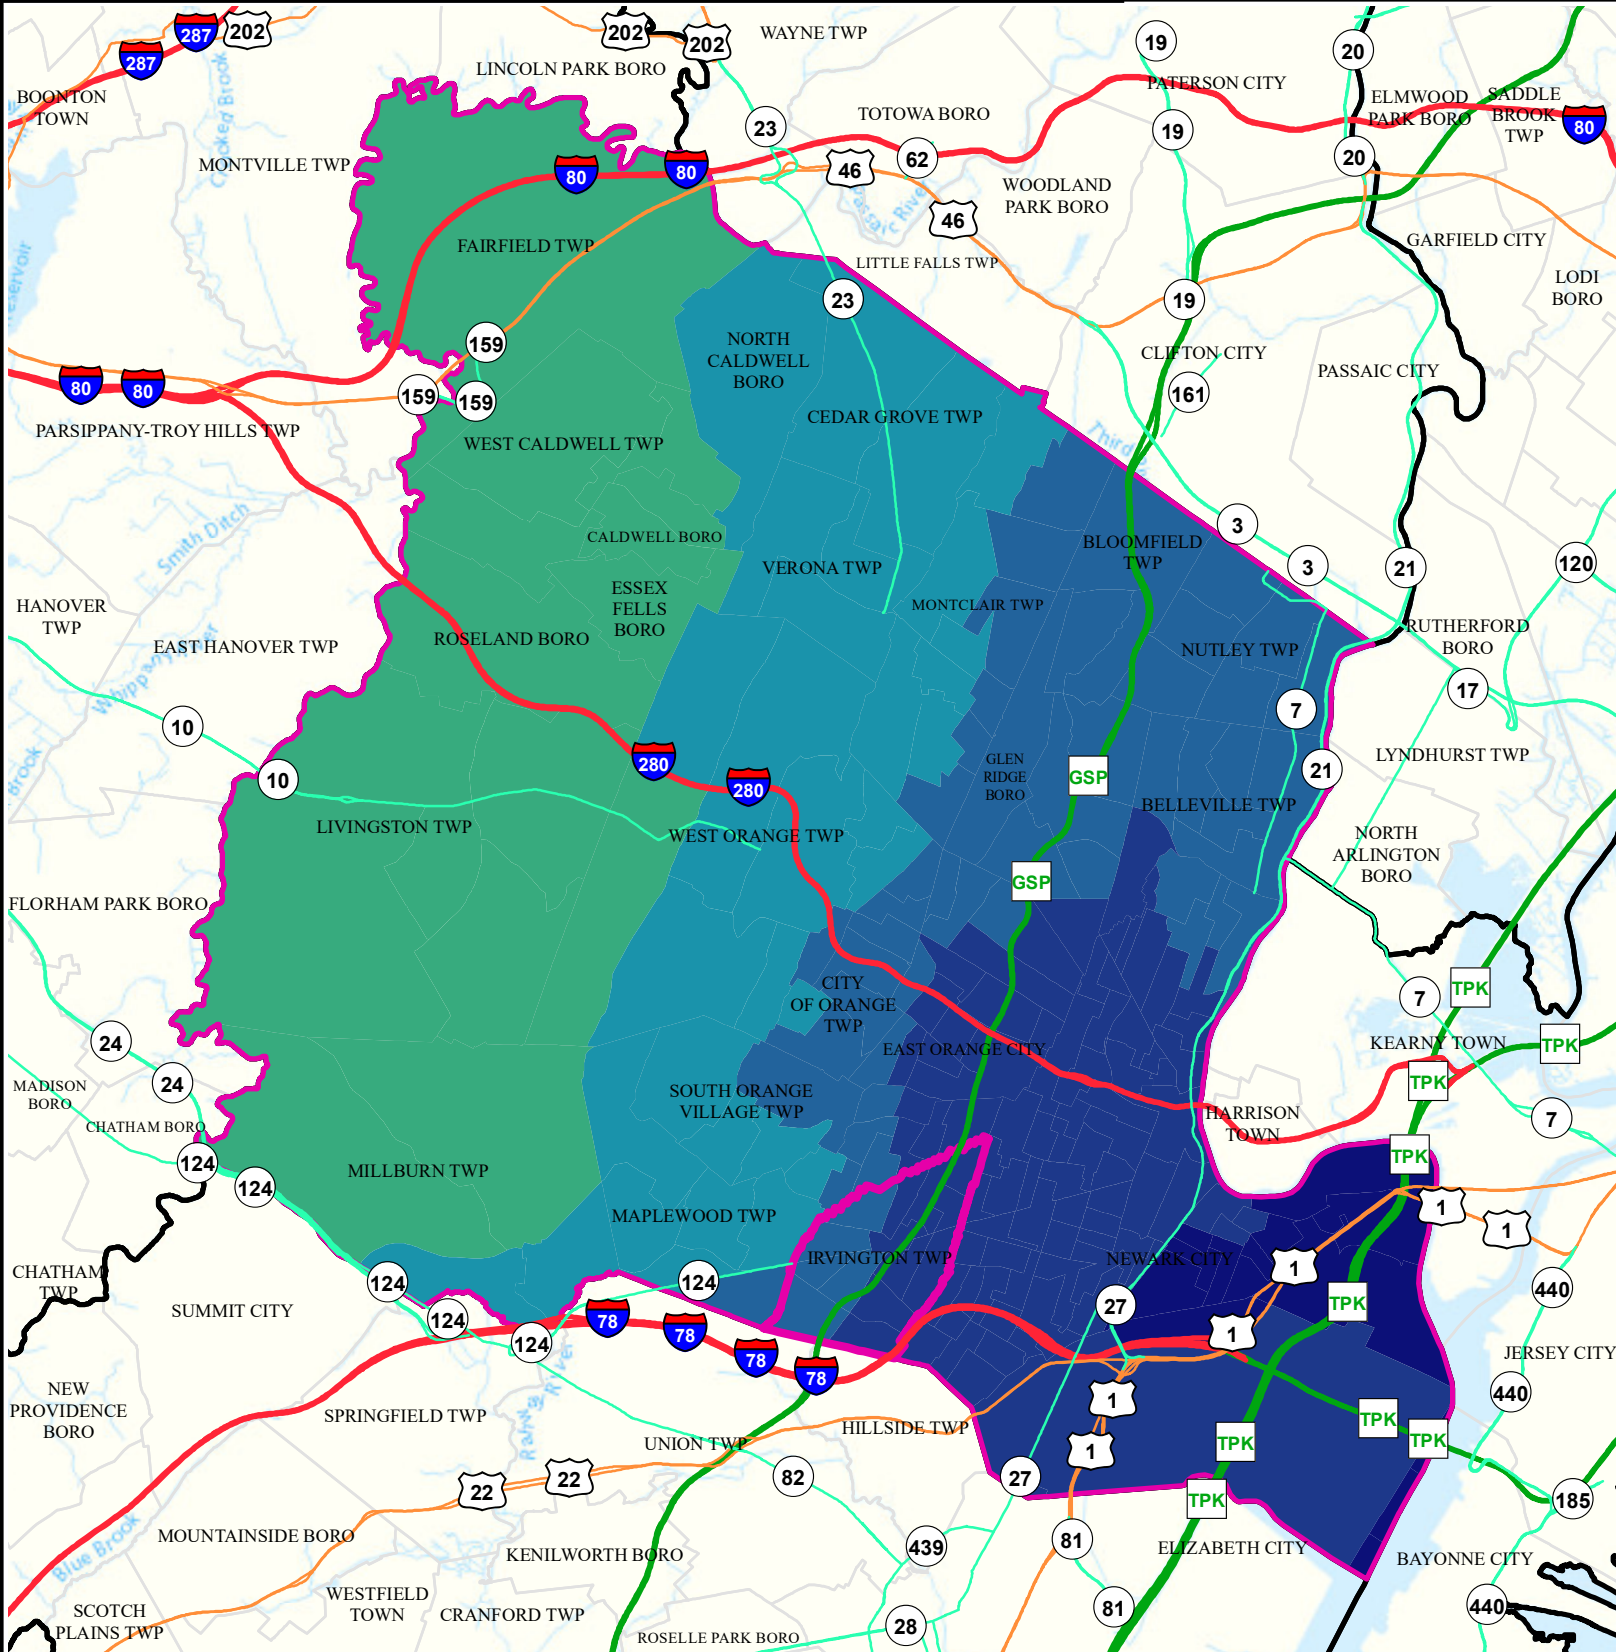 287
202
287
202
202
WAYNE TWP
19
20
LINCOLN PARK BORO
PATERSON CITY
BOONTON
TOWN
ELMWOOD
PARK BORO
SADDLE
BROOK
TWP
80
TOTOWA BORO
23
19
62
20
MONTVILLE TWP
80
80
46
WOODLAND
PARK BORO
Passaic River
46
FAIRFIELD TWP
GARFIELD CITY
LITTLE FALLS TWP
LODI
BORO
Reservoir
23
19
159
NORTH
CALDWELL
BORO
CLIFTON CITY
PASSAIC CITY
80
80
159
159
161
CEDAR GROVE TWP
PARSIPPANY-TROY HILLS TWP
WEST CALDWELL TWP
Third
Smith Ditch
3
CALDWELL BORO
BLOOMFIELD
TWP
3
21
120
VERONA TWP
ESSEX
FELLS
BORO
HANOVER
TWP
MONTCLAIR TWP
RUTHERFORD
BORO
ROSELAND BORO
EAST HANOVER TWP
NUTLEY TWP
17
10
7
280
280
10
GLEN
RIDGE
BORO
GSP
21
LYNDHURST TWP
Brook
BELLEVILLE TWP
LIVINGSTON TWP
WEST ORANGE TWP
NORTH
ARLINGTON
BORO
GSP
FLORHAM PARK BORO
CITY
OF ORANGE
TWP
7
TPK
24
EAST ORANGE CITY
KEARNY TOWN
TPK
24
TPK
MADISON
BORO
SOUTH ORANGE
VILLAGE TWP
HARRISON
TOWN
7
CHATHAM BORO
TPK
124
MILLBURN TWP
124
1
MAPLEWOOD TWP
1
IRVINGTON TWP
NEWARK CITY
1
CHATHAM
TWP
124
124
440
SUMMIT CITY
27
TPK
124
78
78
1
124
78
JERSEY CITY
78
440
NEW
PROVIDENCE
BORO
SPRINGFIELD TWP
1
TPK
HILLSIDE TWP
UNION TWP
1
TPK
TPK
22
22
82
27
TPK
185
MOUNTAINSIDE BORO
Blue Brook
KENILWORTH BORO
439
81
ELIZABETH CITY
BAYONNE CITY
WESTFIELD
TOWN
CRANFORD TWP
SCOTCH
PLAINS TWP
81
440
28
ROSELLE PARK BORO